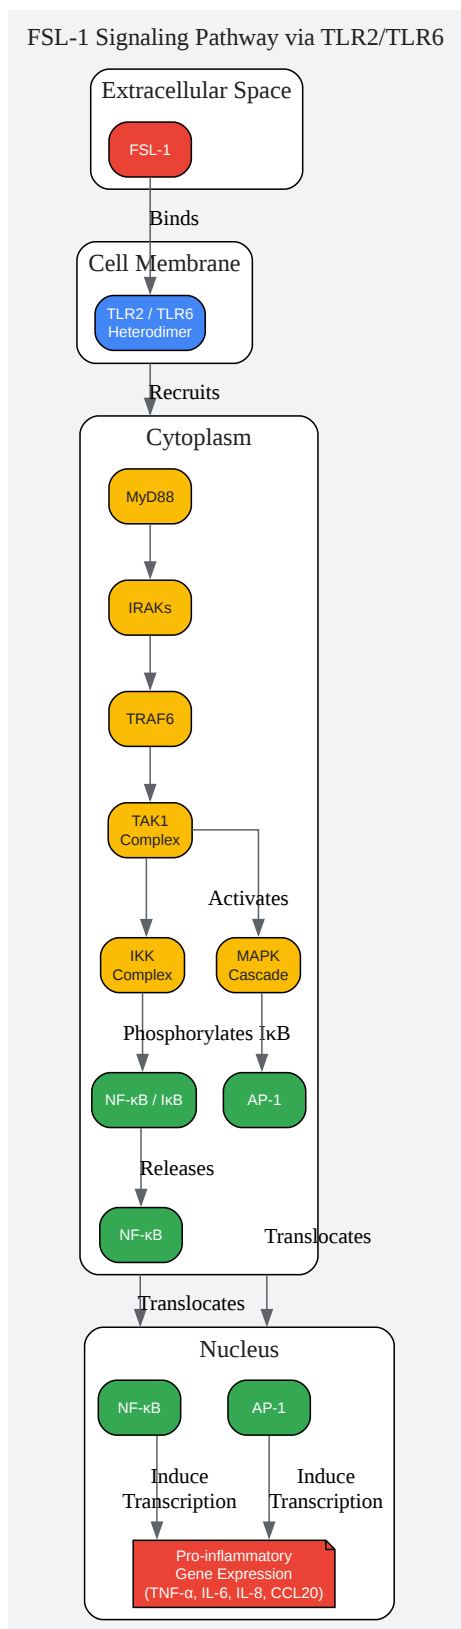 FSL-1 Signaling Pathway via TLR2/TLR6
Extracellular Space
FSL-1
Binds
Cell Membrane
TLR2 / TLR6
Heterodimer
Recruits
Cytoplasm
MyD88
IRAKs
TRAF6
TAK1
Complex
Activates
IKK
Complex
MAPK
Cascade
Phosphorylates IκB
NF-κB / IκB
AP-1
Releases
NF-κB
Translocates
Translocates
Nucleus
NF-κB
AP-1
Induce
Transcription
Induce
Transcription
Pro-inflammatory
Gene Expression
(TNF-α, IL-6, IL-8, CCL20)